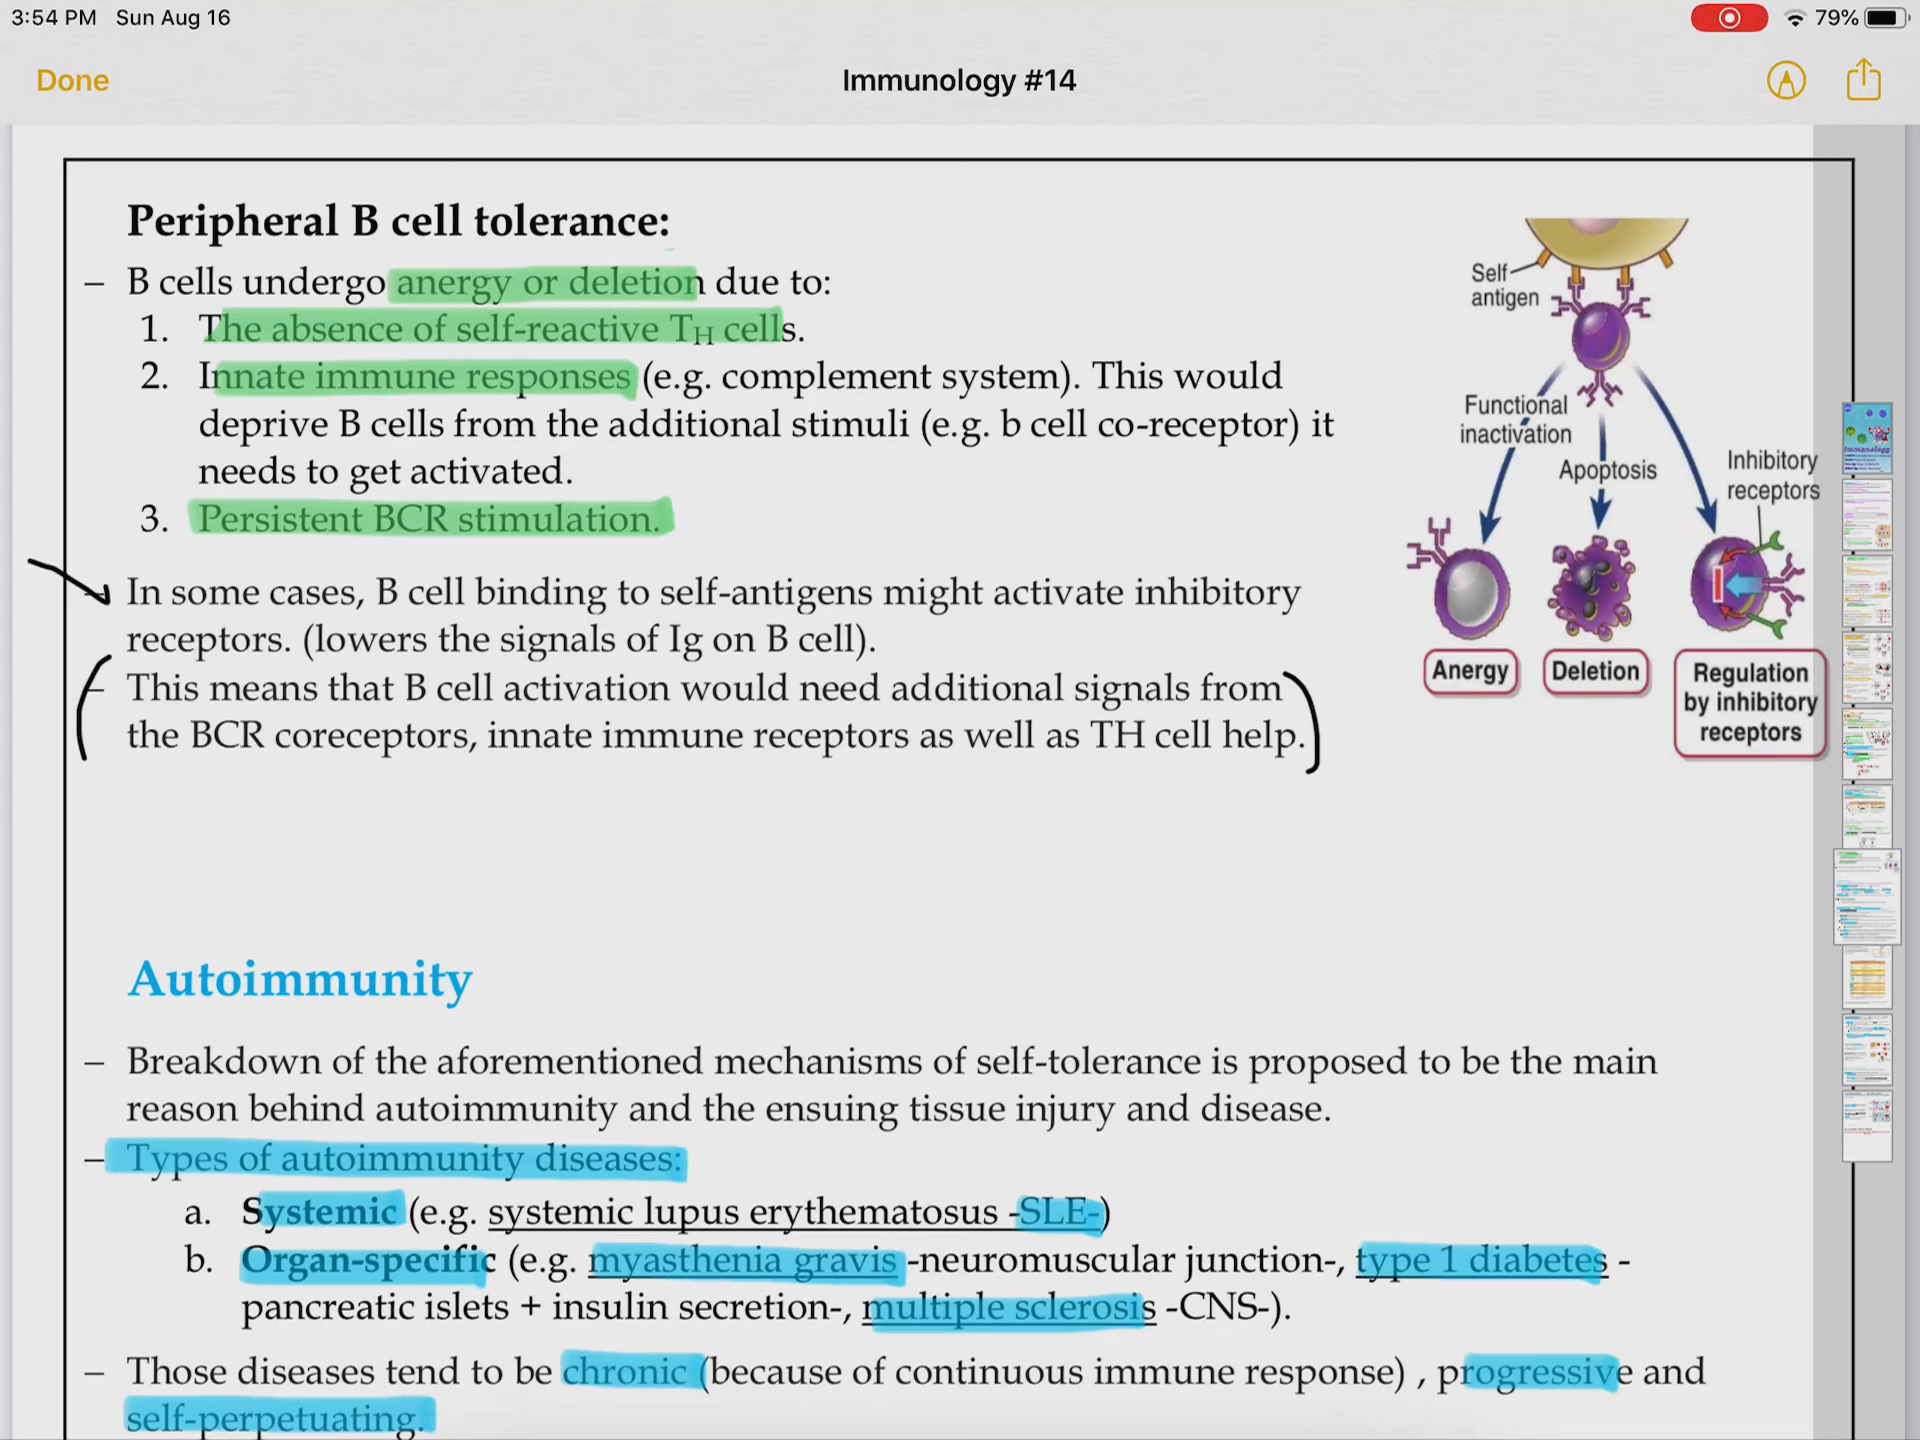 3:54 PM Sun Aug 16
79%
Done
Immunology #14
Peripheral B cell tolerance:
– B cells undergo anergy or deletion due to:
1. The absence of self-reactive TH cells.
2. Innate immune responses (e.g. complement system). This would
deprive B cells from the additional stimuli (e.g. b cell co-receptor) it
needs to get activated.
3. Persistent BCR stimulation.
– In some cases, B cell binding to self-antigens might activate inhibitory
receptors. (lowers the signals of Ig on B cell).
– This means that B cell activation would need additional signals from
the BCR coreceptors, innate immune receptors as well as TH cell help.
Self
antigen
Functional
inactivation
Apoptosis
Inhibitory
receptors
Anergy
Deletion
Regulation
by inhibitory
receptors
Autoimmunity
– Breakdown of the aforementioned mechanisms of self-tolerance is proposed to be the main
reason behind autoimmunity and the ensuing tissue injury and disease.
– Types of autoimmunity diseases:
a. Systemic (e.g. systemic lupus erythematosus -SLE-)
b. Organ-specific (e.g. myasthenia gravis -neuromuscular junction-, type 1 diabetes -
pancreatic islets + insulin secretion-, multiple sclerosis -CNS-).
– Those diseases tend to be chronic (because of continuous immune response) , progressive and
self-perpetuating.